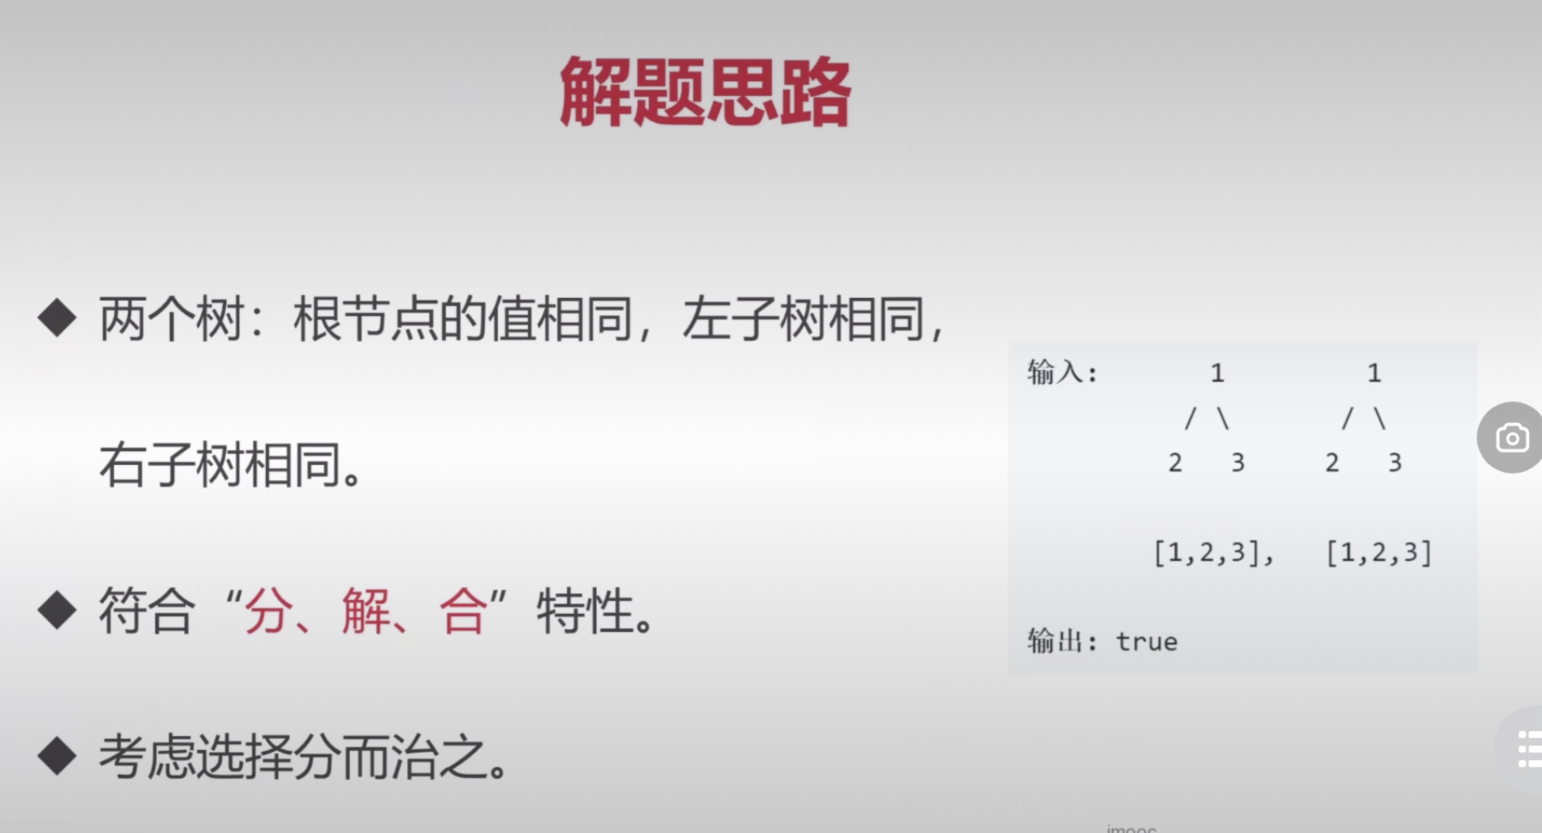 解题思路
◆ 两个树：根节点的值相同，左子树相同，
右子树相同。
◆ 符合“分、解、合”特性。
◆ 考虑选择分而治之。
输入： 1 1
/ \ / \
2 3 2 3
[1,2,3], [1,2,3]
输出：true